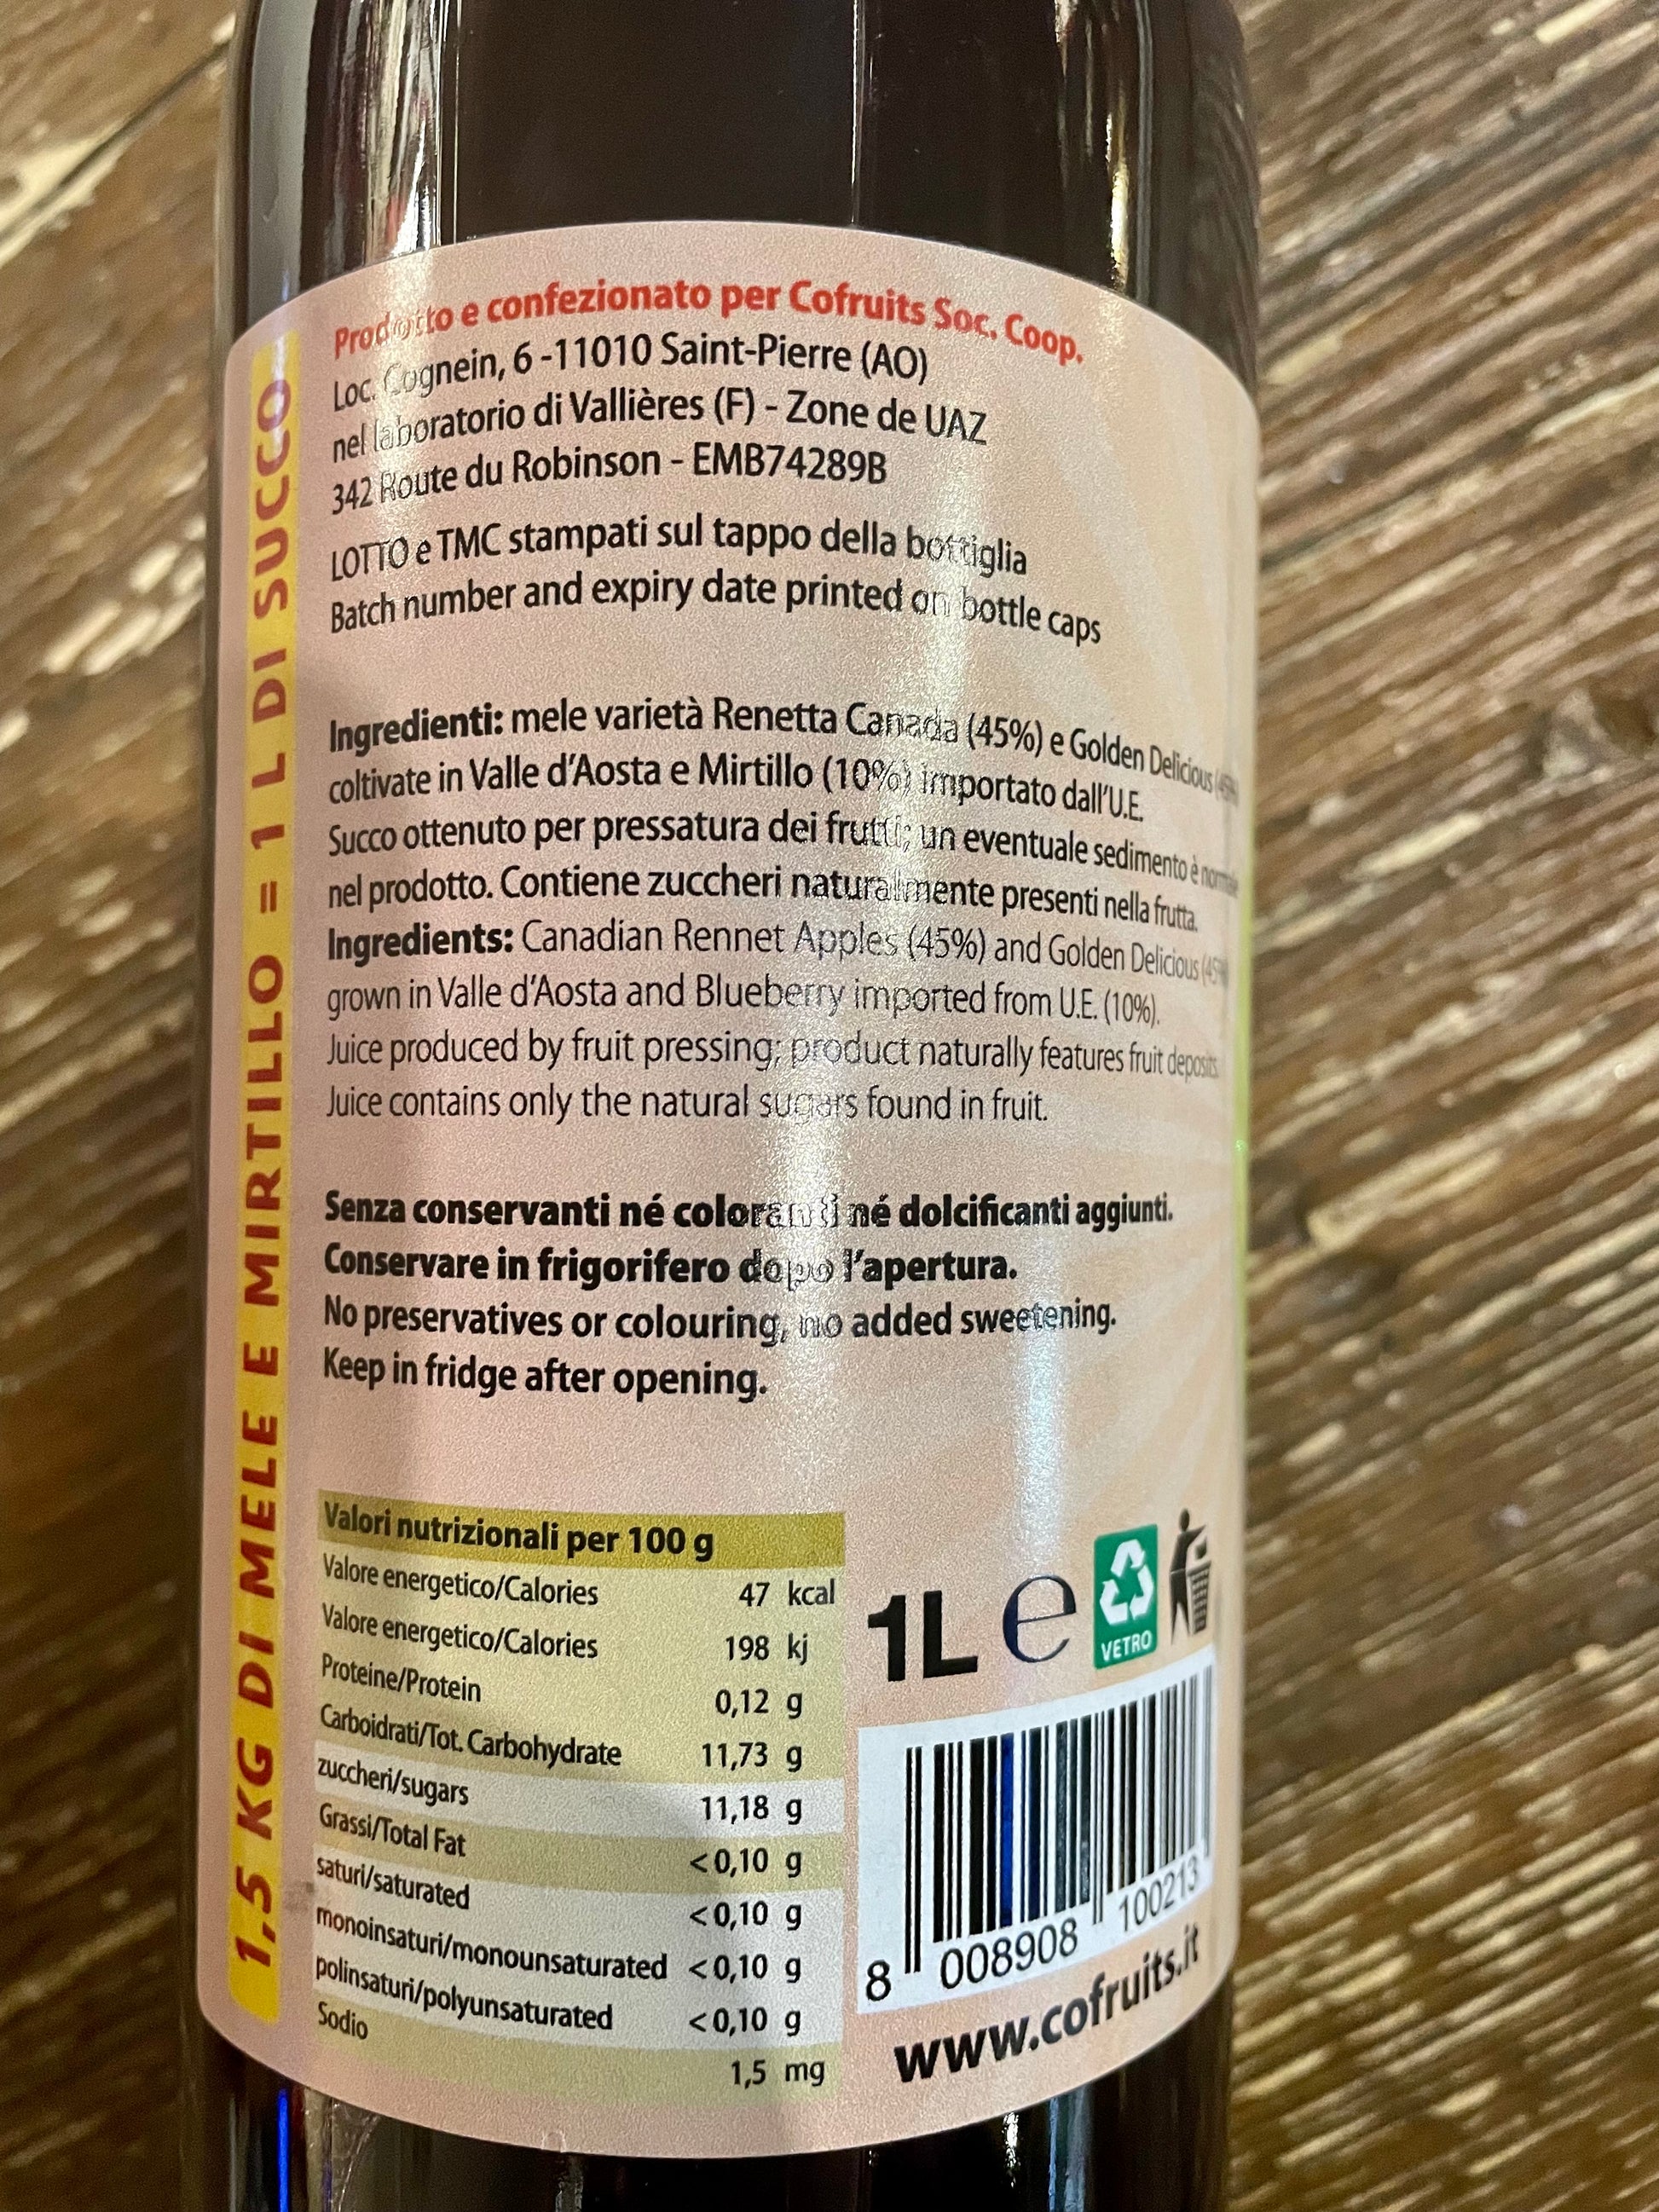 1,5 KG DI MELE E MIRTILLO = 1 L DI SUCCO
Prodotto e confezionato per Cofruits Soc. Coop.
Loc. Cognein, 6 -11010 Saint-Pierre (AO)
nel laboratorio di Vallières (F) - Zone de UAZ
342 Route du Robinson - EMB74289B
LOTTO e TMC stampati sul tappo della bottiglia
Batch number and expiry date printed on bottle caps
Ingredienti: mele varietà Renetta Canada (45%) e Golden Delicious (45%)
coltivate in Valle d'Aosta e Mirtillo (10%) importato dall'U.E.
Succo ottenuto per pressatura dei frutti; un eventuale sedimento è normale
nel prodotto. Contiene zuccheri naturalmente presenti nella frutta.
Ingredients: Canadian Rennet Apples (45%) and Golden Delicious (45%)
grown in Valle d'Aosta and Blueberry imported from U.E. (10%).
Juice produced by fruit pressing; product naturally features fruit deposits.
Juice contains only the natural sugars found in fruit.
Senza conservanti né coloranti né dolcificanti aggiunti.
Conservare in frigorifero dopo l'apertura.
No preservatives or colouring, no added sweetening.
Keep in fridge after opening.
Valori nutrizionali per 100 g
Valore energetico/Calories 47 kcal
Valore energetico/Calories 198 kj
Proteine/Protein 0,12 g
Carboidrati/Tot. Carbohydrate 11,73 g
zuccheri/sugars 11,18 g
Grassi/Total Fat <0,10 g
saturi/saturated <0,10 g
monoinsaturi/monounsaturated <0,10 g
polinsaturi/polyunsaturated <0,10 g
Sodio 1,5 mg
1L e
VETRO
8 008908 100213
www.cofruits.it